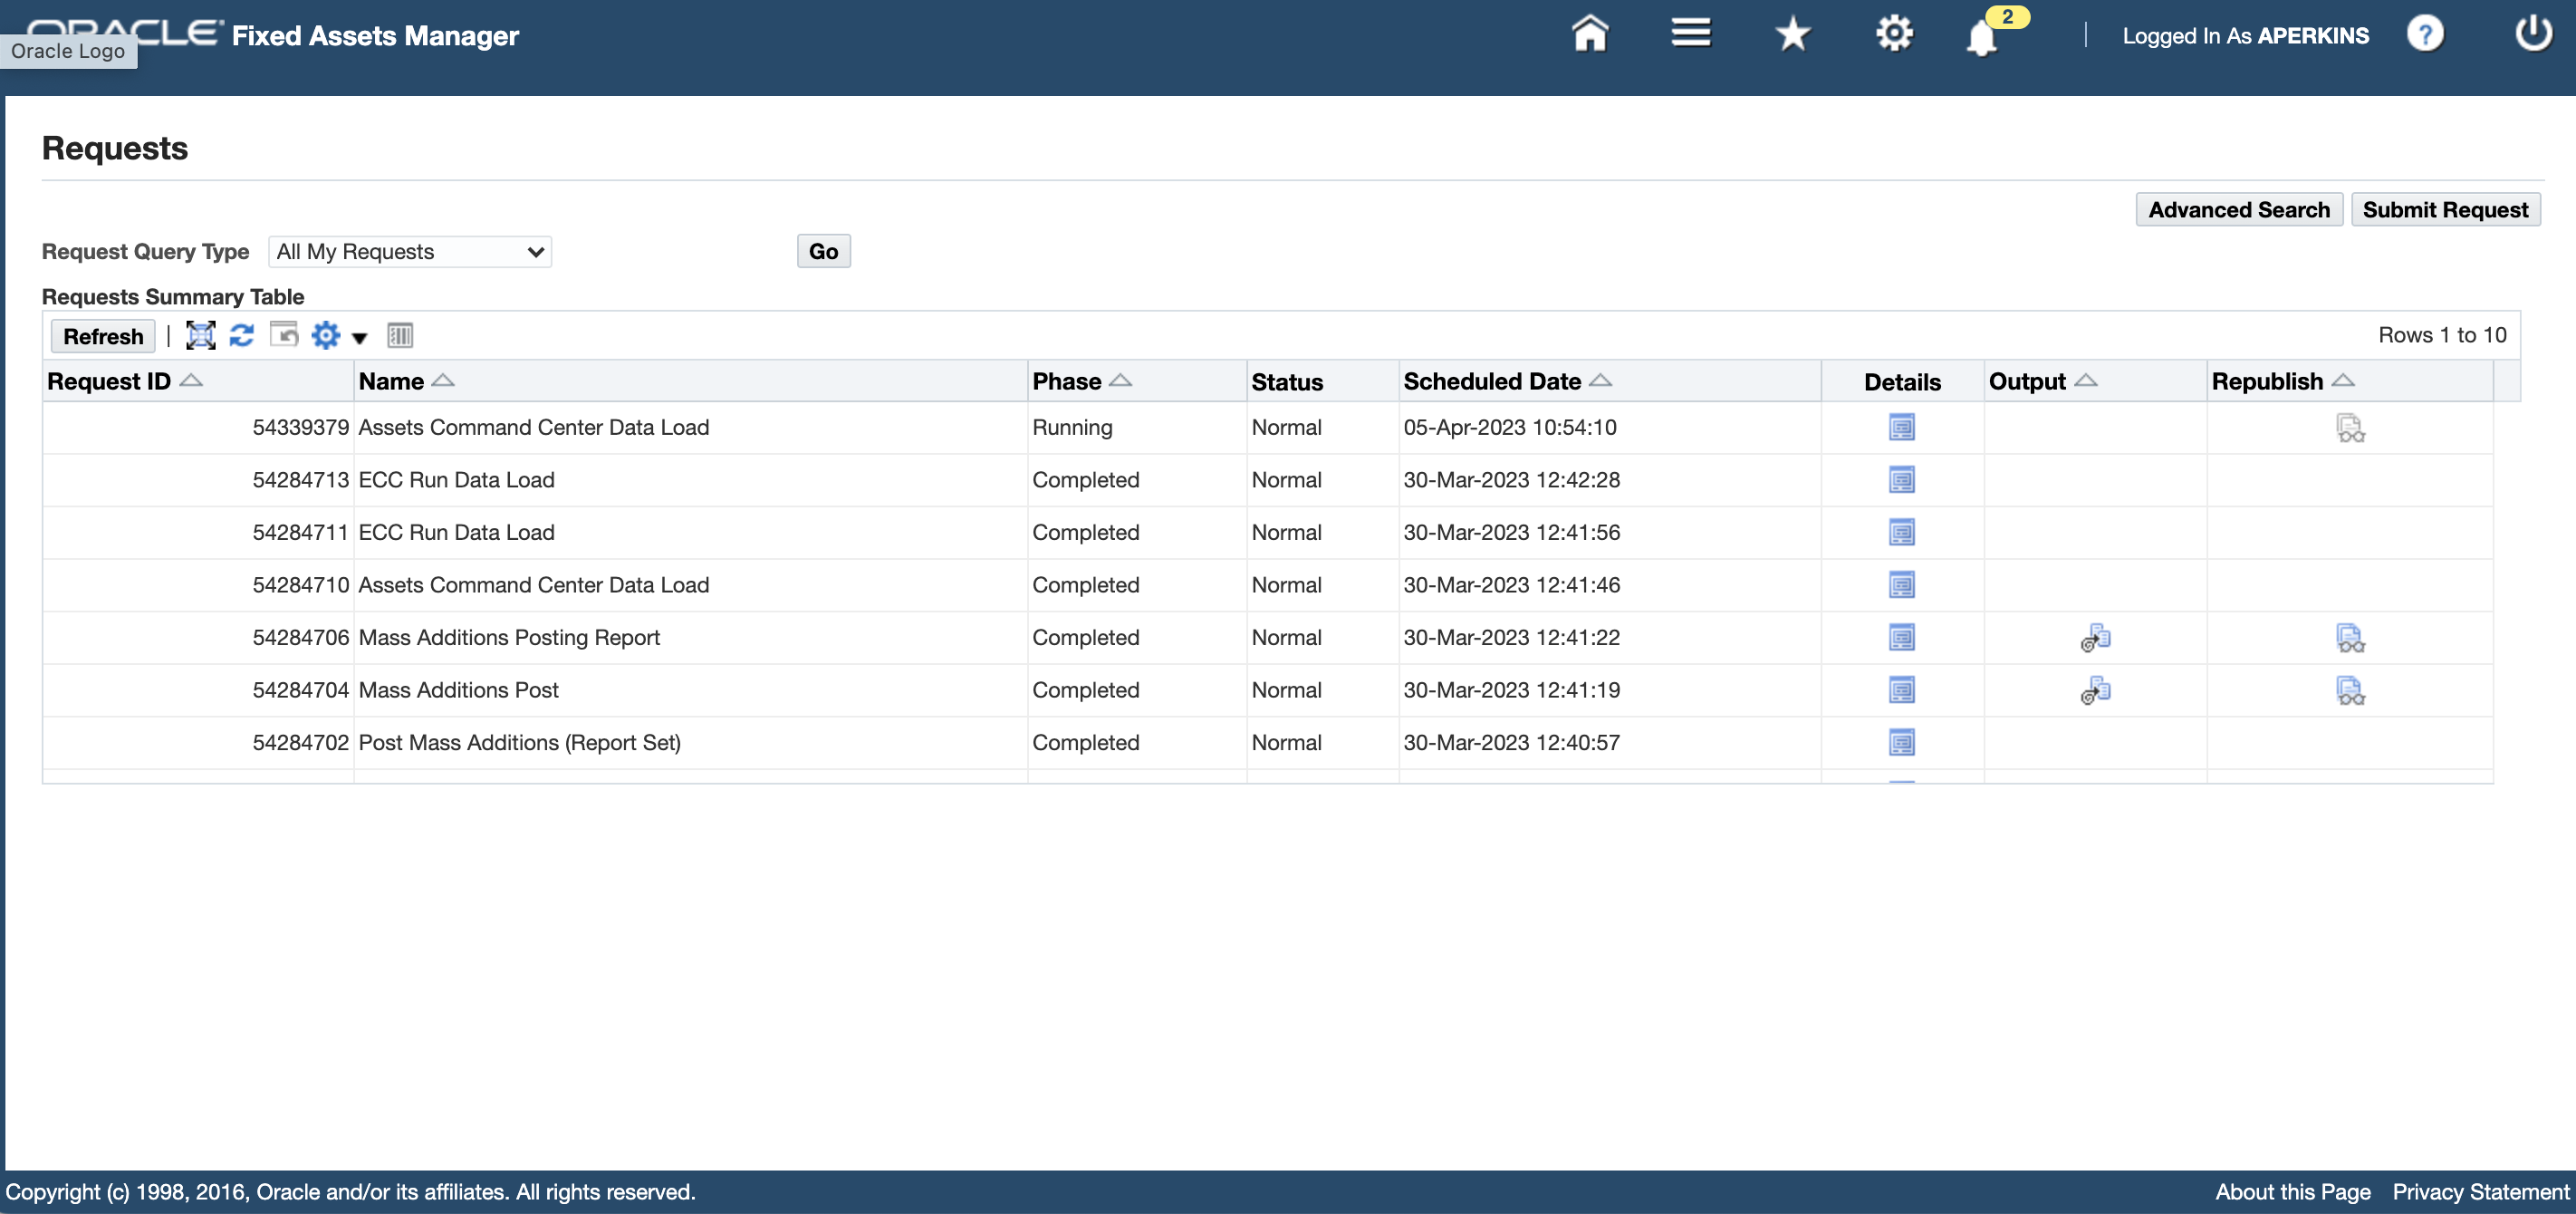 ORACLE Fixed Assets Manager
2
Logged In As APERKINS
?
Oracle Logo
Requests
Advanced Search
Submit Request
Request Query Type All My Requests Go
Requests Summary Table
Refresh | Rows 1 to 10
Request ID Name Phase Status Scheduled Date Details Output Republish
54339379 Assets Command Center Data Load Running Normal 05-Apr-2023 10:54:10
54284713 ECC Run Data Load Completed Normal 30-Mar-2023 12:42:28
54284711 ECC Run Data Load Completed Normal 30-Mar-2023 12:41:56
54284710 Assets Command Center Data Load Completed Normal 30-Mar-2023 12:41:46
54284706 Mass Additions Posting Report Completed Normal 30-Mar-2023 12:41:22
54284704 Mass Additions Post Completed Normal 30-Mar-2023 12:41:19
54284702 Post Mass Additions (Report Set) Completed Normal 30-Mar-2023 12:40:57
Copyright (c) 1998, 2016, Oracle and/or its affiliates. All rights reserved. About this Page Privacy Statement